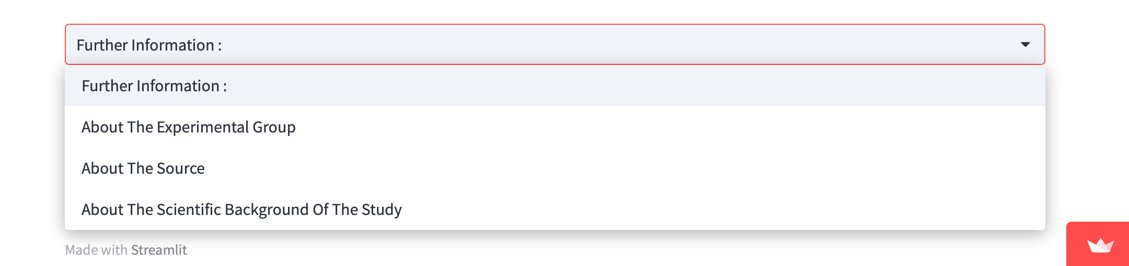 Further Information :
Further Information :
About The Experimental Group
About The Source
About The Scientific Background Of The Study
Made with Streamlit